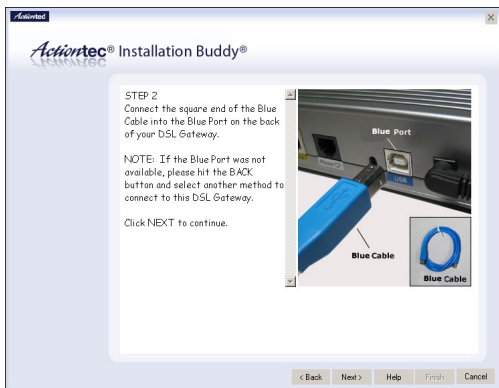 Actiontec
Actiontec® Installation Buddy®
STEP 2
Connect the square end of the Blue
Cable into the Blue Port on the back
of your DSL Gateway.
NOTE: If the Blue Port was not
available, please hit the BACK
button and select another method to
connect to this DSL Gateway.
Click NEXT to continue.
Blue Port
USB
Blue Cable
Blue Cable
< Back
Next >
Help
Finish
Cancel